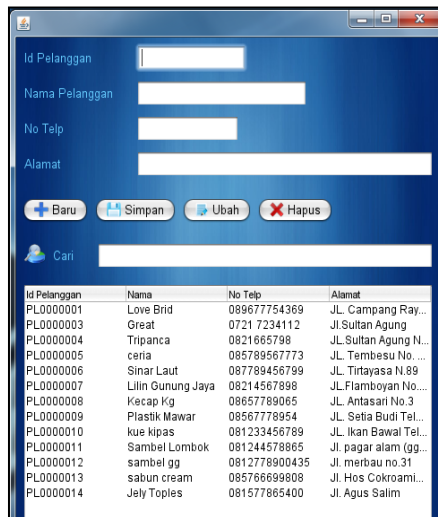 Id Pelanggan
Nama Pelanggan
No Telp
Alamat
Baru Simpan Ubah Hapus
Cari
Id Pelanggan Nama No Telp Alamat
PL0000001 Love Brid 089677754369 JL. Campang Ray...
PL0000003 Great 0721 7234112 Jl.Sultan Agung
PL0000004 Tripanca 0821665798 JL.Sultan Agung N...
PL0000005 ceria 085789567773 JL. Tembesu No. ...
PL0000006 Sinar Laut 087789456799 JL. Tirtayasa N.89
PL0000007 Lilin Gunung Jaya 08214567898 JL.Flamboyan No....
PL0000008 Kecap Kg 08657789065 JL. Antasari No.3
PL0000009 Plastik Mawar 08567778954 JL. Setia Budi Tel...
PL0000010 kue kipas 081233456789 JL. Ikan Bawal Tel...
PL0000011 Sambel Lombok 081244578865 Jl. pagar alam (gg...
PL0000012 sambel gg 0812778900435 Jl. merbau no.31
PL0000013 sabun cream 085766699808 Jl. Hos Cokroami...
PL0000014 Jely Toples 081577865400 Jl. Agus Salim